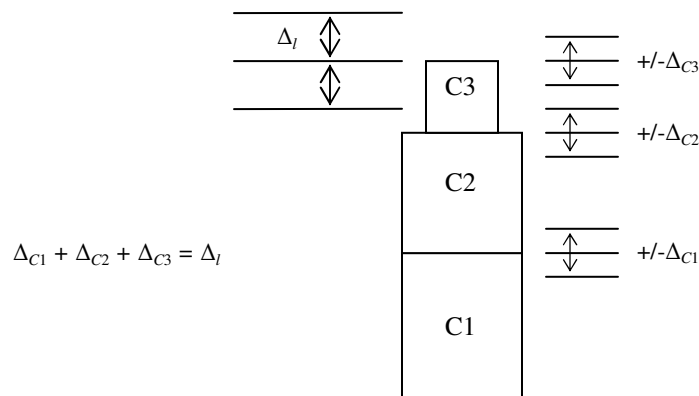 Δl
C3
+/-ΔC3
+/-ΔC2
C2
ΔC1 + ΔC2 + ΔC3 = Δl
+/-ΔC1
C1